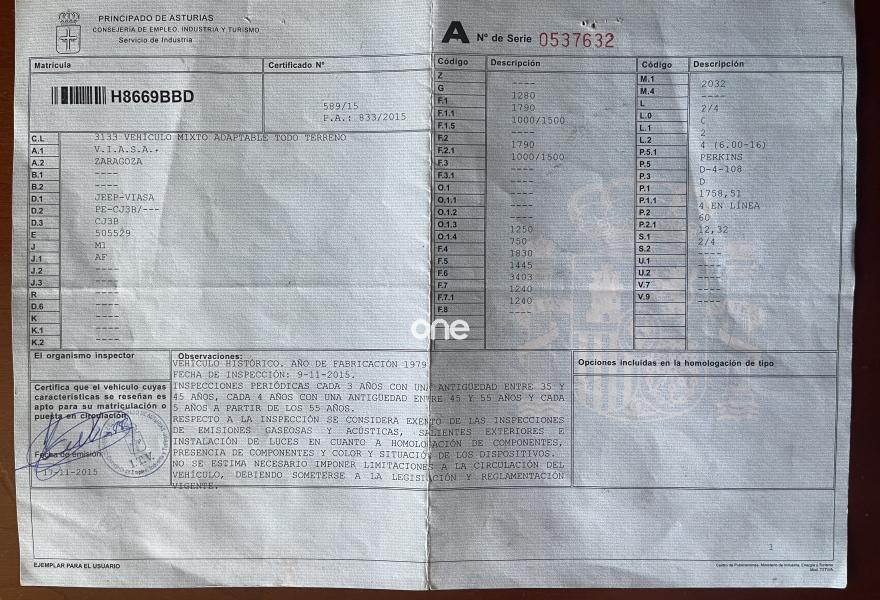 PRINCIPADO DE ASTURIAS
CONSEJERÍA DE EMPLEO, INDUSTRIA Y TURISMO
Servicio de Industria
A Nº de Serie 0537632
Matrícula
Certificado Nº
H8669BBD
589/15
P.A.: 833/2015
C.L 3133 VEHÍCULO MIXTO ADAPTABLE TODO TERRENO
A.1 V.I.A.S.A.
A.2 ZARAGOZA
B.1 ----
B.2 ----
D.1 JEEP-VIASA
D.2 PE-CJ3B/---
D.3 CJ3B
E 505529
J M1
J.1 AF
J.2 ----
J.3 ----
R ----
D.6 ----
K ----
K.1 ----
K.2 ----
Código Descripción
Z ----
G 1280
F.1 1790
F.1.1 1000/1500
F.1.5 ----
F.2 1790
F.2.1 1000/1500
F.3 ----
F.3.1 ----
O.1 ----
O.1.1 ----
O.1.2 ----
O.1.3 1250
O.1.4 750
F.4 1830
F.5 1445
F.6 3403
F.7 1240
F.7.1 1240
F.8 ----
Código Descripción
M.1 2032
M.4 ----
L 2/4
L.0 C
L.1 2
L.2 4 (6.00-16)
P.5.1 PERKINS
P.5 D-4-108
P.3 D
P.1 1758,51
P.1.1 4 EN LÍNEA
P.2 60
P.2.1 12,32
S.1 2/4
S.2 ----
U.1 ----
U.2 ----
V.7 ----
V.9 ----
one
El organismo inspector
Certifica que el vehículo cuyas
características se reseñan es
apto para su matriculación o
puesta en circulación
Fecha de emisión
11-11-2015
I.T.V.
Observaciones:
VEHÍCULO HISTÓRICO. AÑO DE FABRICACIÓN 1979
FECHA DE INSPECCIÓN: 9-11-2015.
INSPECCIONES PERIÓDICAS CADA 3 AÑOS CON UNA ANTIGÜEDAD ENTRE 35 Y
45 AÑOS, CADA 4 AÑOS CON UNA ANTIGÜEDAD ENTRE 45 Y 55 AÑOS Y CADA
5 AÑOS A PARTIR DE LOS 55 AÑOS.
RESPECTO A LA INSPECCIÓN SE CONSIDERA EXENTO DE LAS INSPECCIONES
DE EMISIONES GASEOSAS Y ACÚSTICAS, SALIENTES EXTERIORES E
INSTALACIÓN DE LUCES EN CUANTO A HOMOLOGACIÓN DE COMPONENTES,
PRESENCIA DE COMPONENTES Y COLOR Y SITUACIÓN DE LOS DISPOSITIVOS.
NO SE ESTIMA NECESARIO IMPONER LIMITACIONES A LA CIRCULACIÓN DEL
VEHÍCULO, DEBIENDO SOMETERSE A LA LEGISLACIÓN Y REGLAMENTACIÓN
VIGENTE.
Opciones incluidas en la homologación de tipo
1
EJEMPLAR PARA EL USUARIO
Centro de Publicaciones. Ministerio de Industria, Energía y Turismo